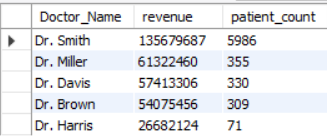 Doctor_Name revenue patient_count
Dr. Smith 135679687 5986
Dr. Miller 61322460 355
Dr. Davis 57413306 330
Dr. Brown 54075456 309
Dr. Harris 26682124 71